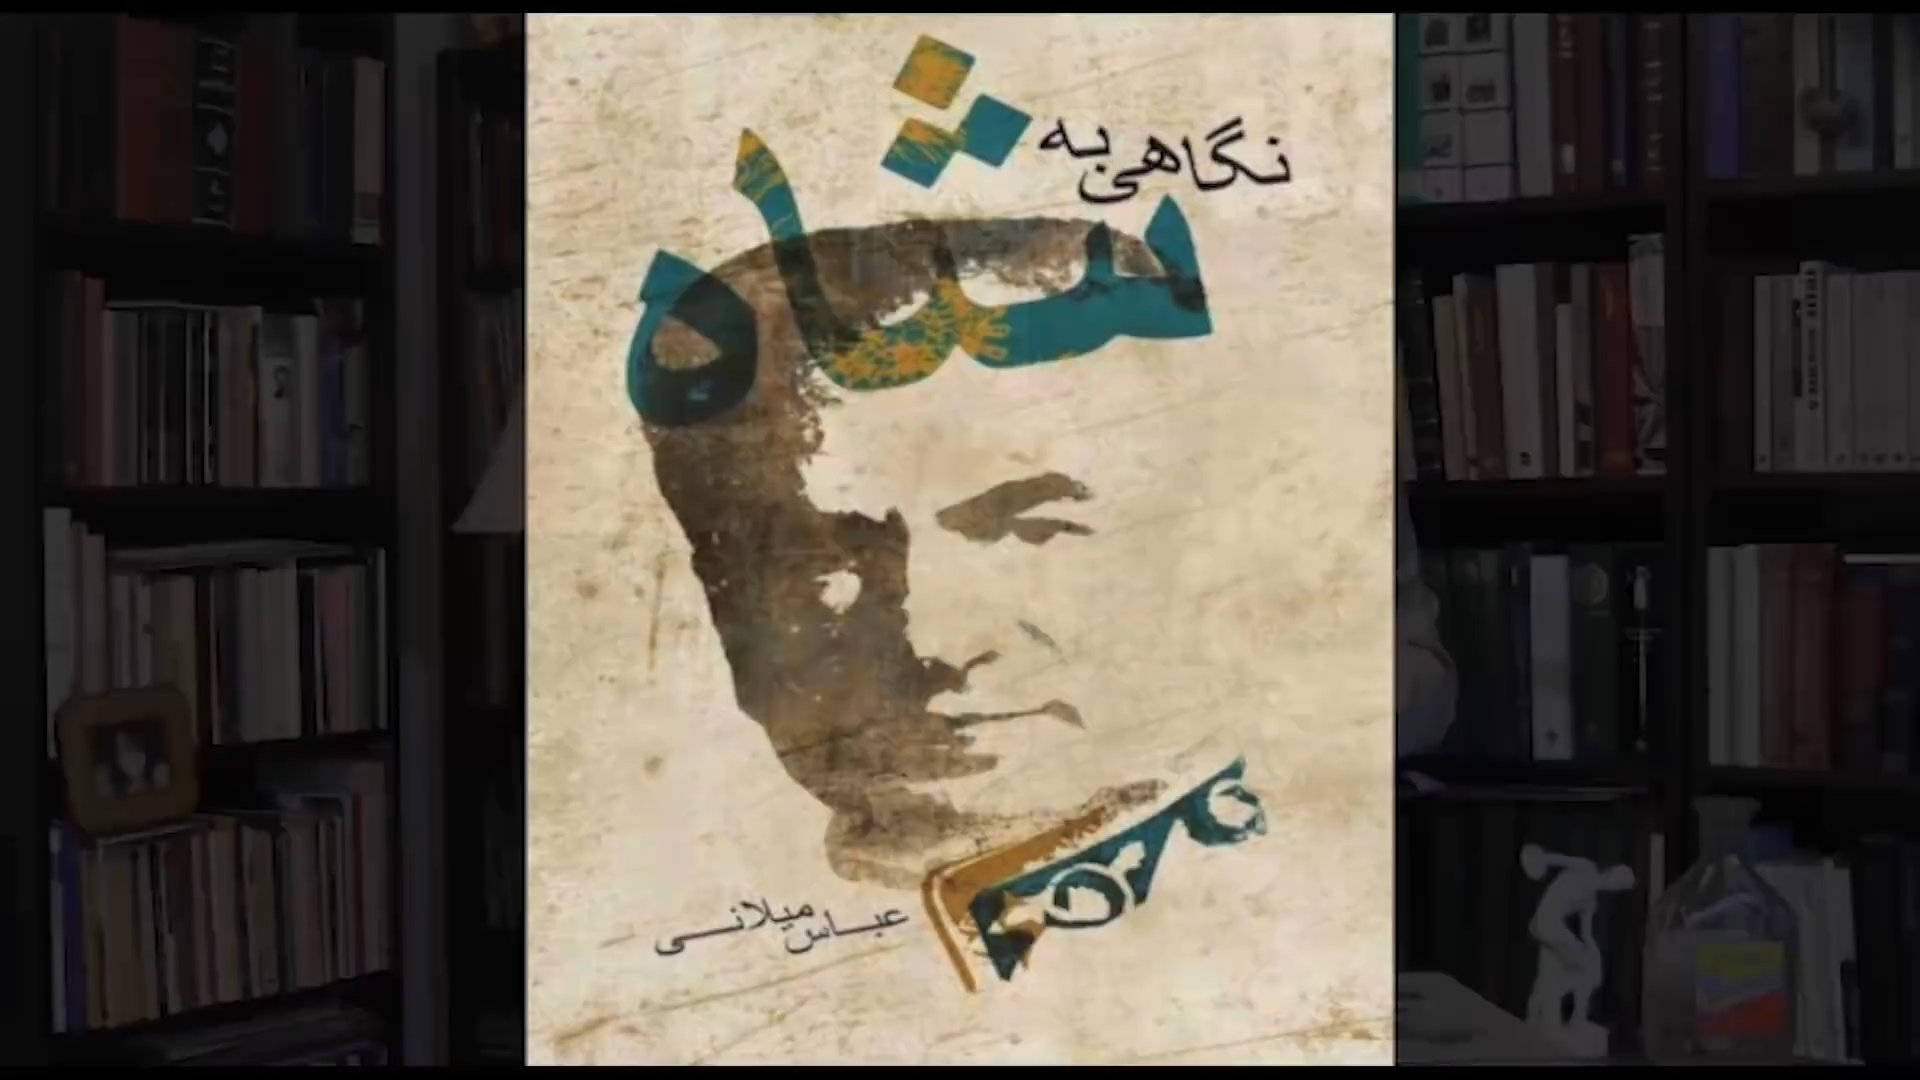 نگاهی به
شاه
عباس میلانی